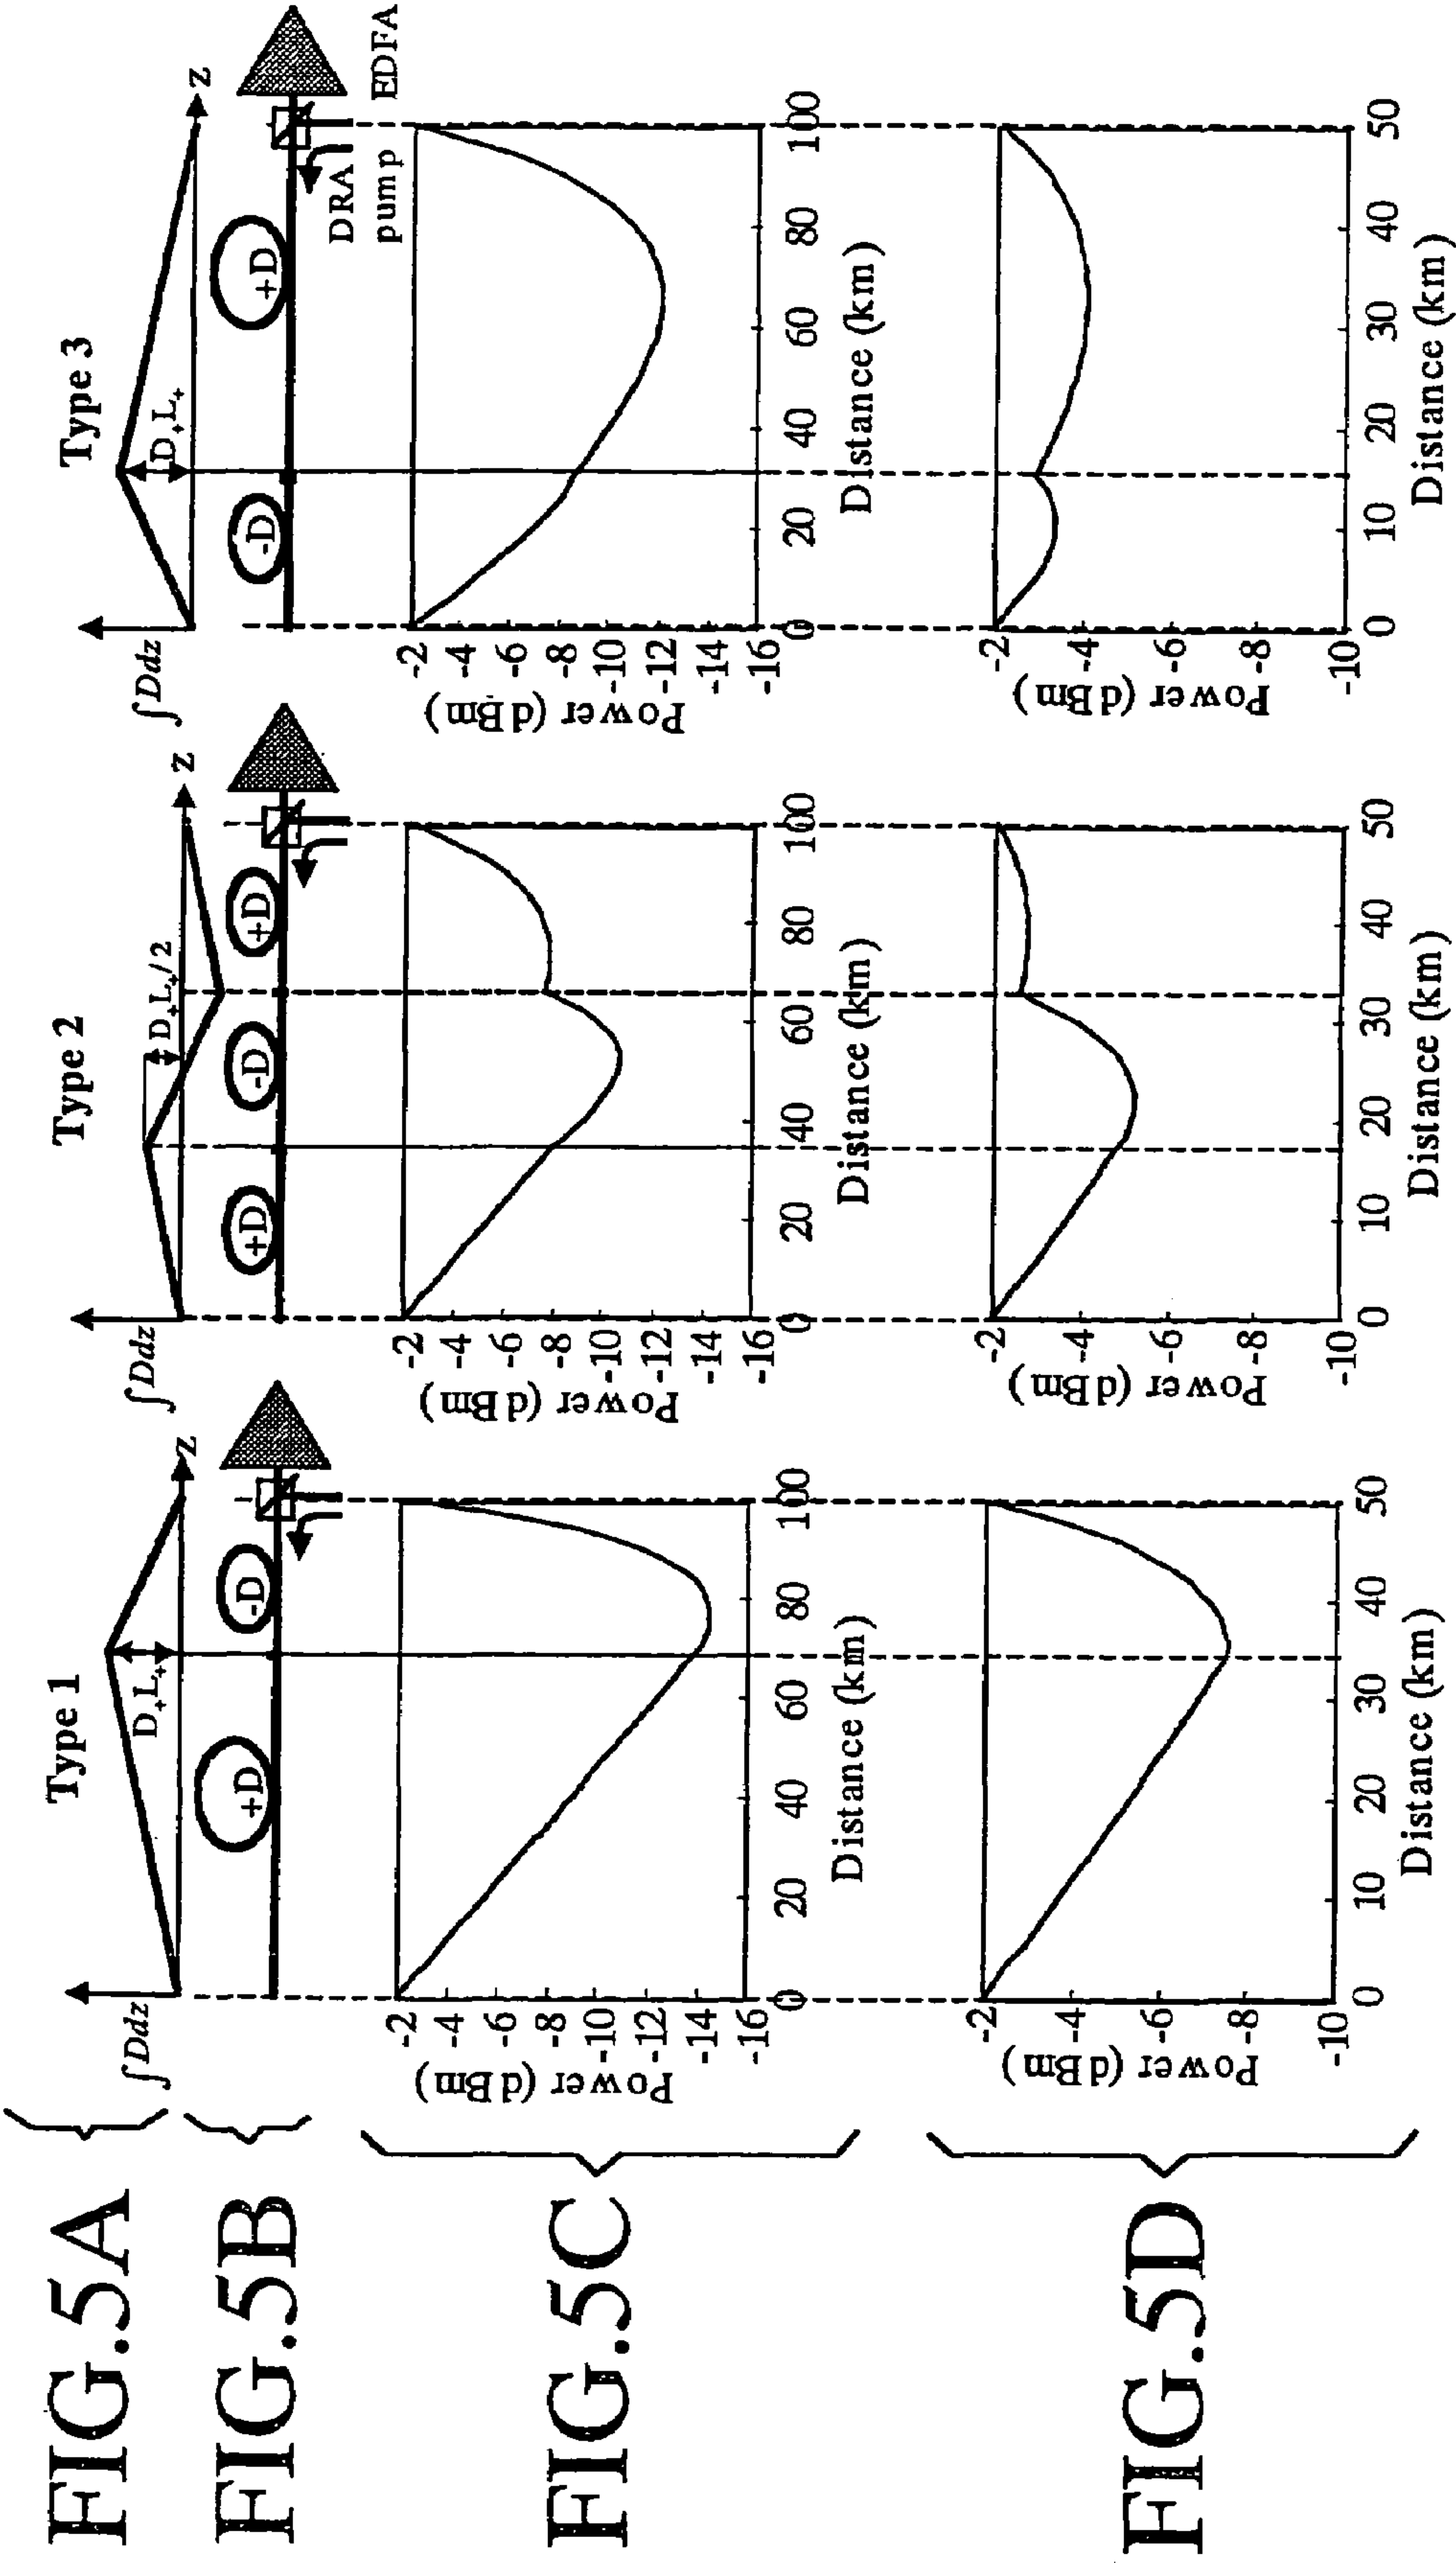 FIG.5A
∫Ddz
Type 1
D₊L₊
z
∫Ddz
Type 2
D₊L₊/2
z
∫Ddz
Type 3
D₊L₊
z
FIG.5B
+D
-D
+D
-D
+D
-D
+D
DRA
pump
EDFA
FIG.5C
Power (dBm)
-2
-4
-6
-8
-10
-12
-14
-16
0 20 40 60 80 100
Distance (km)
Power (dBm)
-2
-4
-6
-8
-10
-12
-14
-16
0 20 40 60 80 100
Distance (km)
Power (dBm)
-2
-4
-6
-8
-10
-12
-14
-16
0 20 40 60 80 100
Distance (km)
FIG.5D
Power (dBm)
-2
-4
-6
-8
-10
0 10 20 30 40 50
Distance (km)
Power (dBm)
-2
-4
-6
-8
-10
0 10 20 30 40 50
Distance (km)
Power (dBm)
-2
-4
-6
-8
-10
0 10 20 30 40 50
Distance (km)